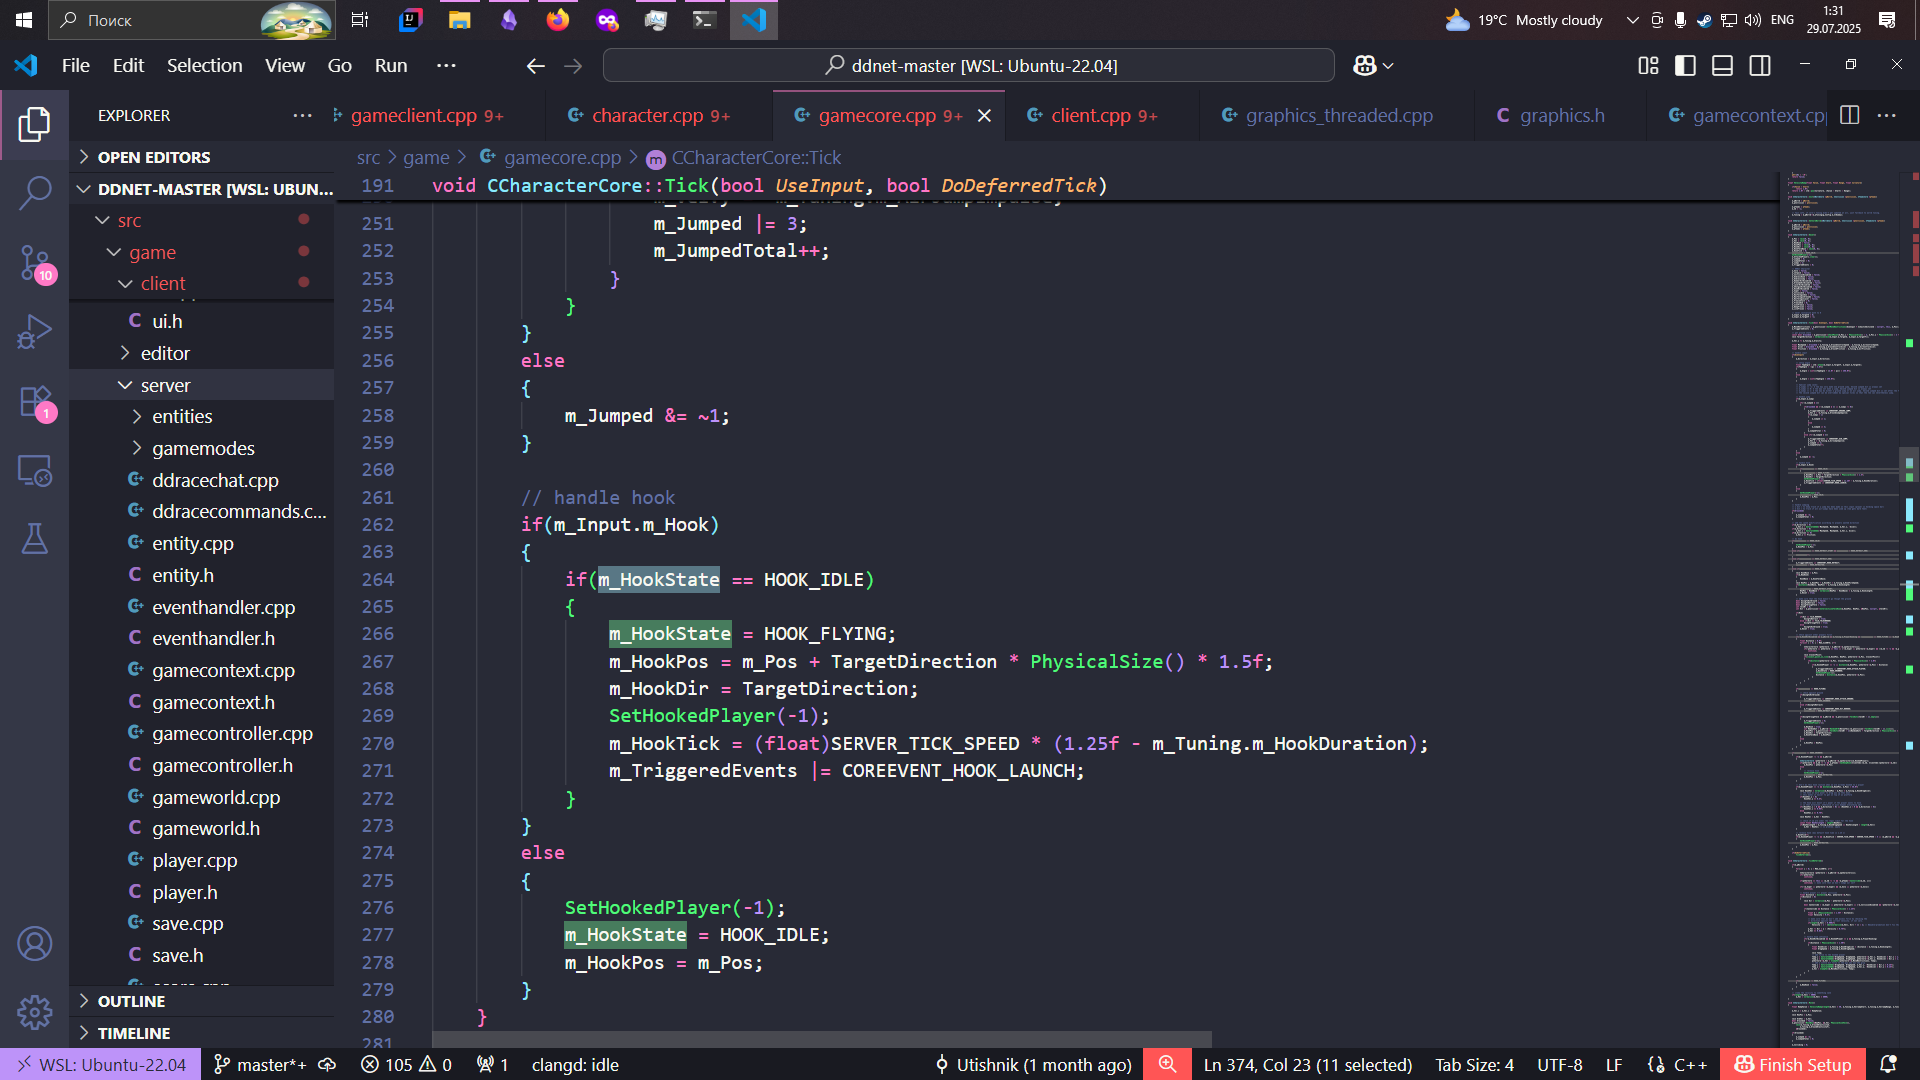 Поиск
19°C Mostly cloudy
ENG
1:31
29.07.2025
File Edit Selection View Go Run ···
ddnet-master [WSL: Ubuntu-22.04]
EXPLORER
gameclient.cpp 9+
character.cpp 9+
gamecore.cpp 9+
client.cpp 9+
graphics_threaded.cpp
graphics.h
gamecontext.cpp
OPEN EDITORS
src > game > gamecore.cpp > CCharacterCore::Tick
DDNET-MASTER [WSL: UBUN...
191 void CCharacterCore::Tick(bool UseInput, bool DoDeferredTick)
src
game
client
ui.h
editor
server
entities
gamemodes
ddracechat.cpp
ddracecommands.c...
entity.cpp
entity.h
eventhandler.cpp
eventhandler.h
gamecontext.cpp
gamecontext.h
gamecontroller.cpp
gamecontroller.h
gameworld.cpp
gameworld.h
player.cpp
player.h
save.cpp
save.h
OUTLINE
TIMELINE
10
1
251 m_Jumped |= 3;
252 m_JumpedTotal++;
253 }
254 }
255 }
256 else
257 {
258 m_Jumped &= ~1;
259 }
260
261 // handle hook
262 if(m_Input.m_Hook)
263 {
264 if(m_HookState == HOOK_IDLE)
265 {
266 m_HookState = HOOK_FLYING;
267 m_HookPos = m_Pos + TargetDirection * PhysicalSize() * 1.5f;
268 m_HookDir = TargetDirection;
269 SetHookedPlayer(-1);
270 m_HookTick = (float)SERVER_TICK_SPEED * (1.25f - m_Tuning.m_HookDuration);
271 m_TriggeredEvents |= COREEVENT_HOOK_LAUNCH;
272 }
273 }
274 else
275 {
276 SetHookedPlayer(-1);
277 m_HookState = HOOK_IDLE;
278 m_HookPos = m_Pos;
279 }
280 }
281
WSL: Ubuntu-22.04 master*+ 105 0 1 clangd: idle
Utishnik (1 month ago) Ln 374, Col 23 (11 selected) Tab Size: 4 UTF-8 LF C++ Finish Setup